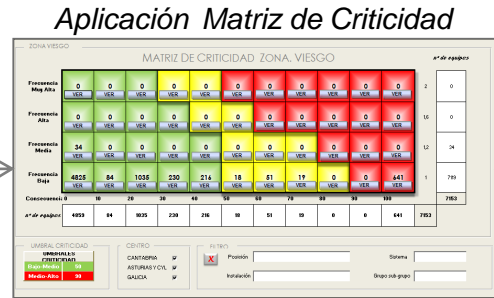 Aplicación Matriz de Criticidad
ZONA VIESGO
MATRIZ DE CRITICIDAD ZONA. VIESGO
nº de equipos
Frecuencia Muy Alta 0 0 0 0 0 0 0 0 0 0 2 0
VER VER VER VER VER VER VER VER VER VER
Frecuencia Alta 0 0 0 0 0 0 0 0 0 0 1,6 0
VER VER VER VER VER VER VER VER VER VER
Frecuencia Media 34 0 0 0 0 0 0 0 0 0 1,2 34
VER VER VER VER VER VER VER VER VER VER
Frecuencia Baja 4825 84 1035 230 216 18 51 19 0 641 1
VER VER VER VER VER VER VER VER VER VER
Consecuencia 0 10 20 30 40 50 60 70 80 90 100 7153
nº de equipos 4859 84 1035 230 216 18 51 19 0 0 641 7153
UMBRAL CRITICIDAD
UMBRALES CRITICIDAD
Bajo-Medio 50
Medio-Alto 90
CENTRO
CANTABRIA
ASTURIAS Y CYL
GALICIA
FILTRO
X Posición Sistema
Instalación Grupo sub-grupo